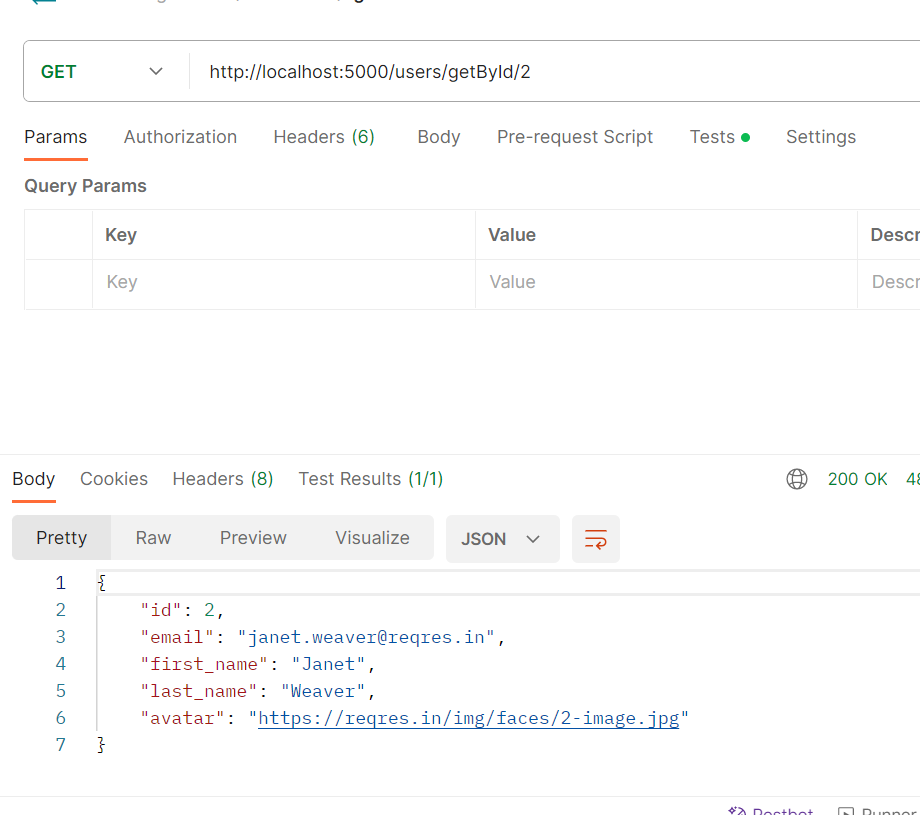 GET http://localhost:5000/users/getById/2
Params Authorization Headers (6) Body Pre-request Script Tests Settings
Query Params
Key Value Descr
Key Value Descr
Body Cookies Headers (8) Test Results (1/1) 200 OK 48
Pretty Raw Preview Visualize JSON
1 {
2 "id": 2,
3 "email": "janet.weaver@reqres.in",
4 "first_name": "Janet",
5 "last_name": "Weaver",
6 "avatar": "https://reqres.in/img/faces/2-image.jpg"
7 }
Postbot Runner